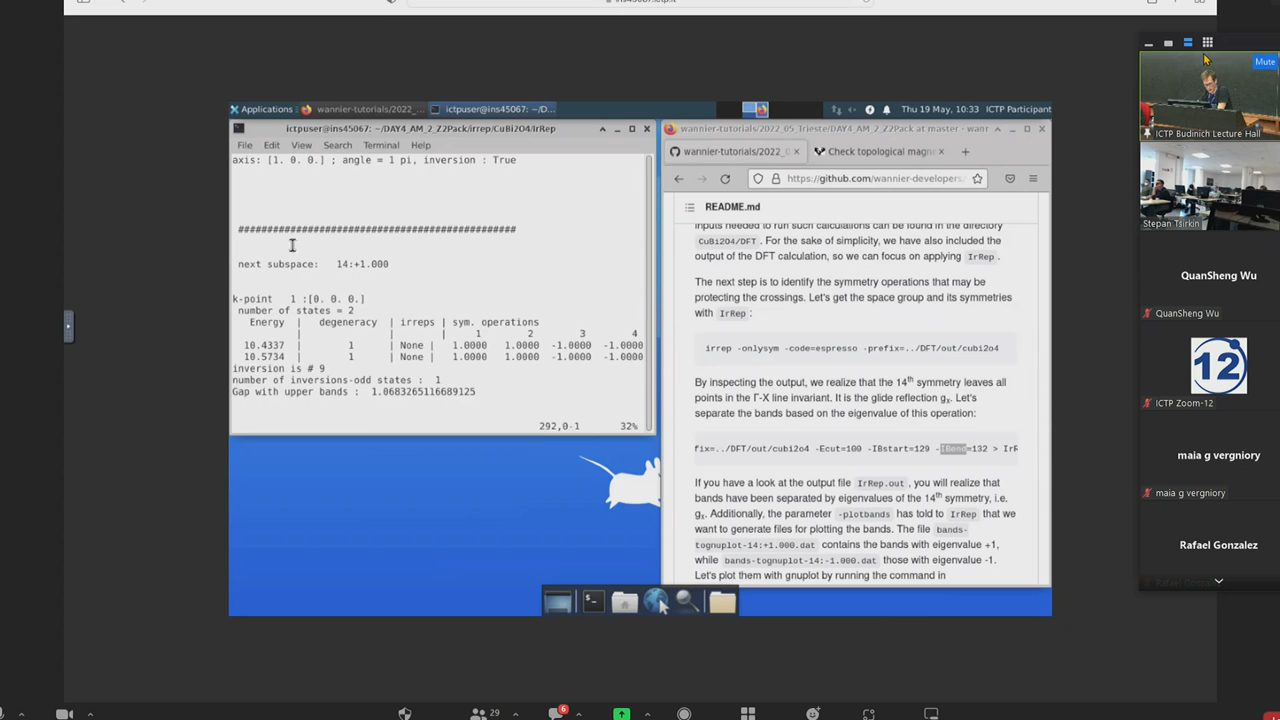 Applications
wannier-tutorials/2022_...
ictpuser@ins45067: ~/D...
Thu 19 May, 10:33 ICTP Participant
ictpuser@ins45067: ~/DAY4_AM_2_Z2Pack/irrep/CuBi2O4/IrRep
File Edit View Search Terminal Help
axis: [1. 0. 0.] ; angle = 1 pi, inversion : True
###############################################
next subspace: 14:+1.000
k-point 1 :[0. 0. 0.]
number of states = 2
Energy | degeneracy | irreps | sym. operations
| | | 1 2 3 4
10.4337 | 1 | None | 1.0000 1.0000 -1.0000 -1.0000
10.5734 | 1 | None | 1.0000 1.0000 -1.0000 -1.0000
inversion is # 9
number of inversions-odd states : 1
Gap with upper bands : 1.0683265116689125
292,0-1 32%
wannier-tutorials/2022_05_Trieste/DAY4_AM_2_Z2Pack at master · wanr
wannier-tutorials/2022_0
Check topological magn
https://github.com/wannier-developers.
README.md
inputs needed to run such calculations can be found in the directory
CuBi2O4/DFT . For the sake of simplicity, we have also included the
output of the DFT calculation, so we can focus on applying IrRep.
The next step is to identify the symmetry operations that may be
protecting the crossings. Let's get the space group and its symmetries
with IrRep :
irrep -onlysym -code=espresso -prefix=../DFT/out/cubi2o4
By inspecting the output, we realize that the 14th symmetry leaves all
points in the Γ-X line invariant. It is the glide reflection gx. Let's
separate the bands based on the eigenvalue of this operation:
fix=../DFT/out/cubi2o4 -Ecut=100 -IBstart=129 -IBend=132 > IrR
If you have a look at the output file IrRep.out , you will realize that
bands have been separated by eigenvalues of the 14th symmetry, i.e.
gx. Additionally, the parameter -plotbands has told to IrRep that we
want to generate files for plotting the bands. The file bands-
tognuplot-14:+1.000.dat contains the bands with eigenvalue +1,
while bands-tognuplot-14:-1.000.dat those with eigenvalue -1.
Let's plot them with gnuplot by running the command in
Mute
ICTP Budinich Lecture Hall
Stepan Tsirkin
QuanSheng Wu
QuanSheng Wu
12
ICTP Zoom-12
maia g vergniory
maia g vergniory
Rafael Gonzalez
Rafael Gonzalez
29
6